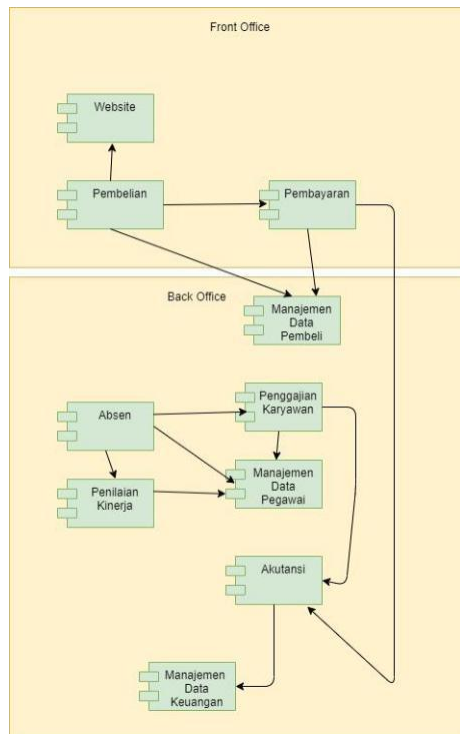 Front Office
Website
Pembelian
Pembayaran
Back Office
Manajemen
Data
Pembeli
Penggajian
Karyawan
Absen
Manajemen
Data
Pegawai
Penilaian
Kinerja
Akutansi
Manajemen
Data
Keuangan